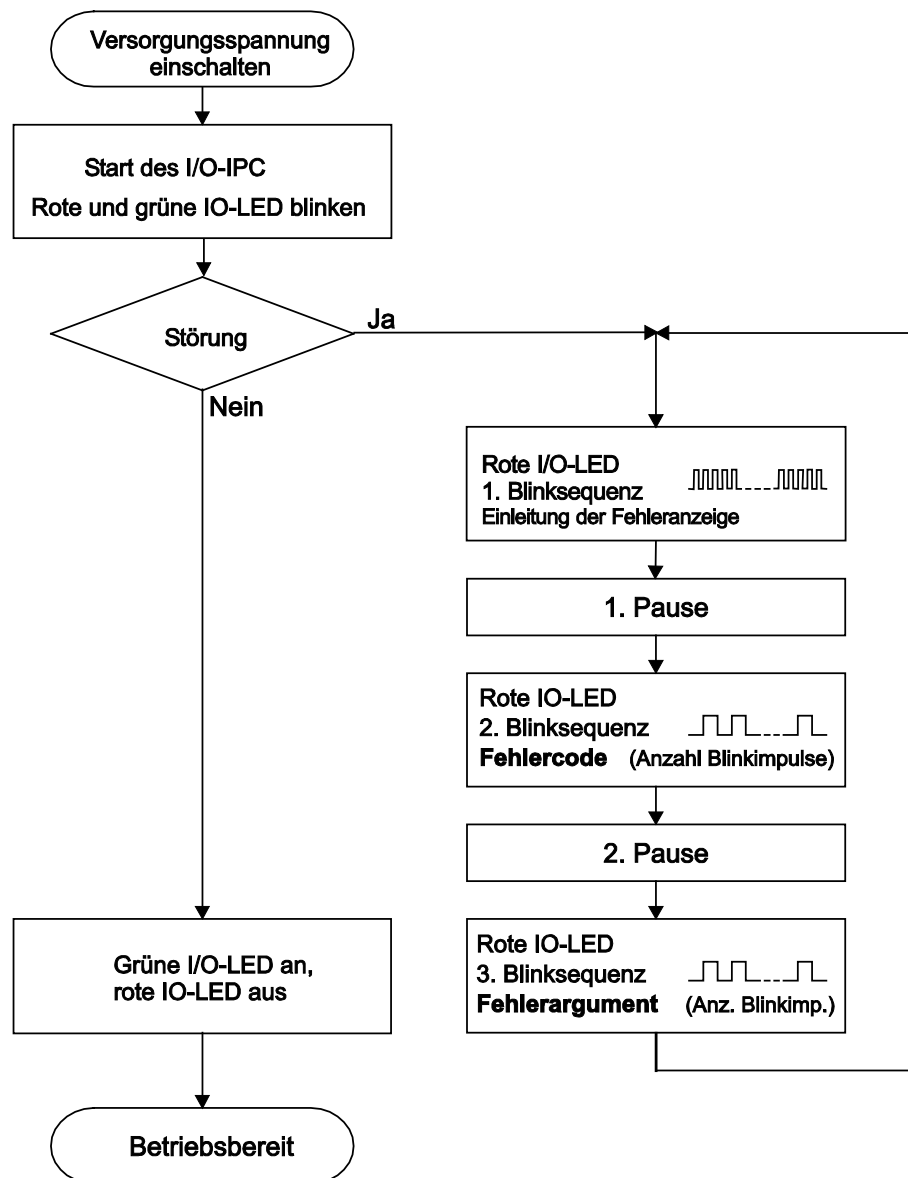 Versorgungsspannung
einschalten
Start des I/O-IPC
Rote und grüne IO-LED blinken
Störung
Ja
Nein
Rote I/O-LED
1. Blinksequenz
Einleitung der Fehleranzeige
1. Pause
Rote IO-LED
2. Blinksequenz
Fehlercode (Anzahl Blinkimpulse)
2. Pause
Rote IO-LED
3. Blinksequenz
Fehlerargument (Anz. Blinkimp.)
Grüne I/O-LED an,
rote IO-LED aus
Betriebsbereit